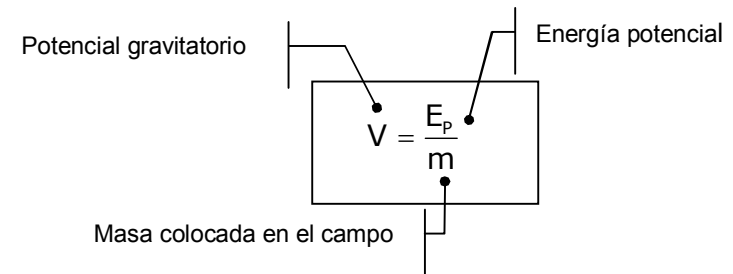 Potencial gravitatorio
Energía potencial
V = E_P / m
Masa colocada en el campo